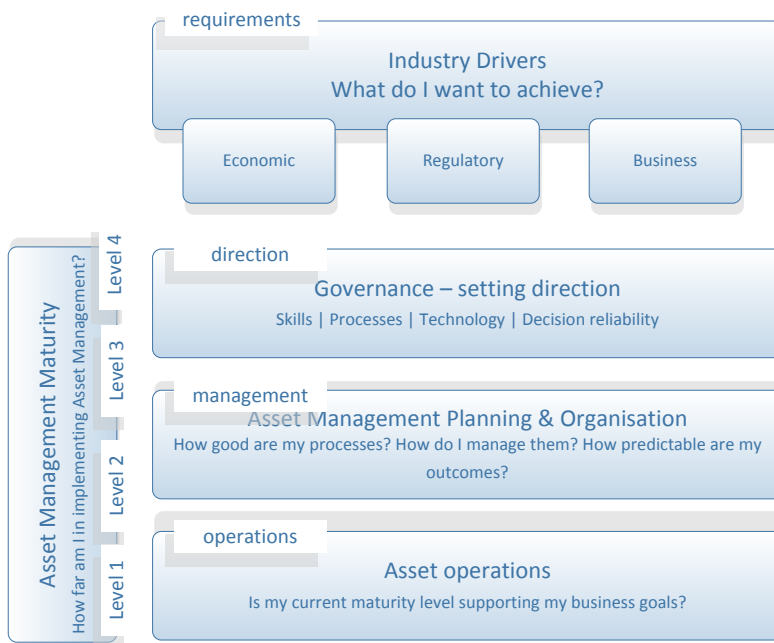 requirements
Industry Drivers
What do I want to achieve?
Economic
Regulatory
Business
direction
Governance – setting direction
Skills | Processes | Technology | Decision reliability
management
Asset Management Planning & Organisation
How good are my processes? How do I manage them? How predictable are my
outcomes?
operations
Asset operations
Is my current maturity level supporting my business goals?
Asset Management Maturity
How far am I in implementing Asset Management?
Level 4
Level 3
Level 2
Level 1